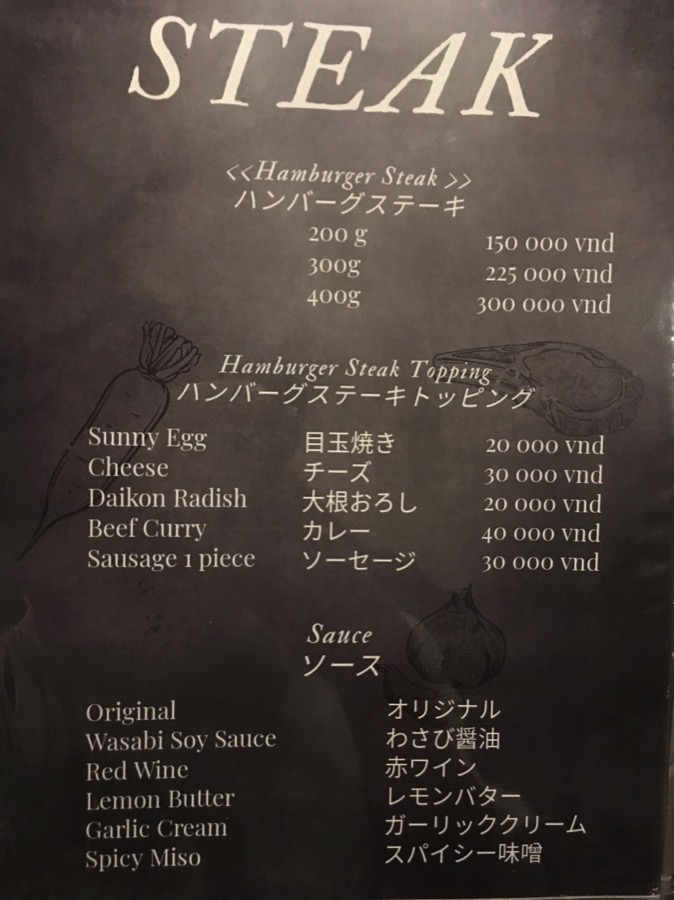 STEAK
<<Hamburger Steak >>
ハンバーグステーキ
200 g 150 000 vnd
300g 225 000 vnd
400g 300 000 vnd
Hamburger Steak Topping
ハンバーグステーキトッピング
Sunny Egg 目玉焼き 20 000 vnd
Cheese チーズ 30 000 vnd
Daikon Radish 大根おろし 20 000 vnd
Beef Curry カレー 40 000 vnd
Sausage 1 piece ソーセージ 30 000 vnd
Sauce
ソース
Original オリジナル
Wasabi Soy Sauce わさび醤油
Red Wine 赤ワイン
Lemon Butter レモンバター
Garlic Cream ガーリッククリーム
Spicy Miso スパイシー味噌